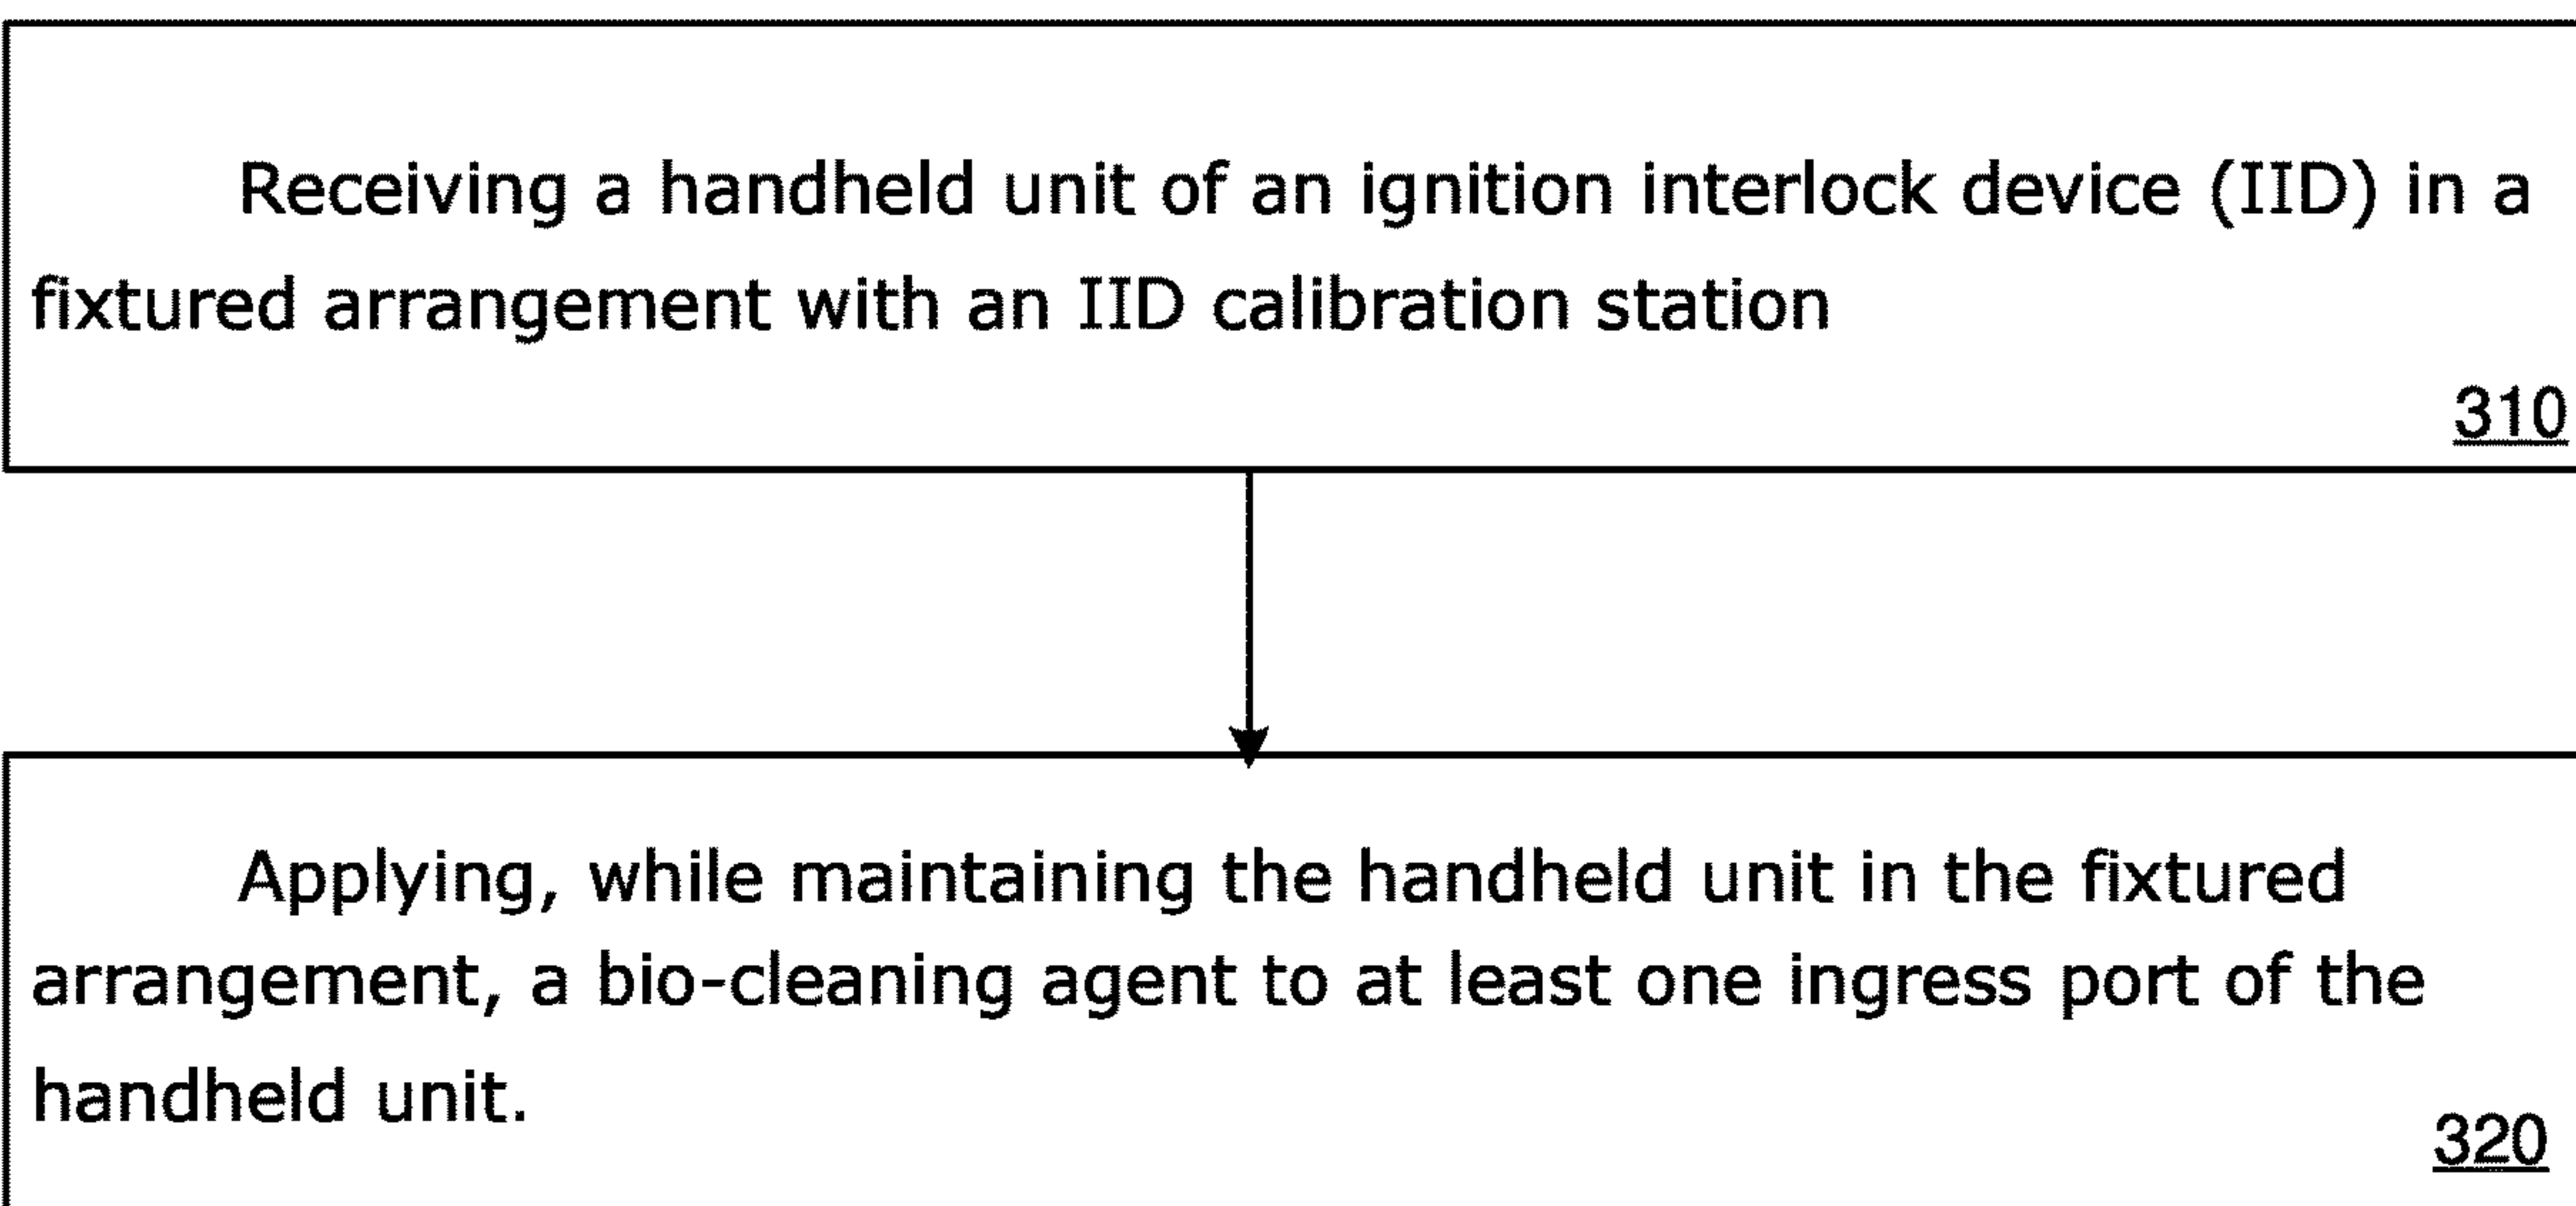 Receiving a handheld unit of an ignition interlock device (IID) in a
fixtured arrangement with an IID calibration station
310
Applying, while maintaining the handheld unit in the fixtured
arrangement, a bio-cleaning agent to at least one ingress port of the
handheld unit.
320